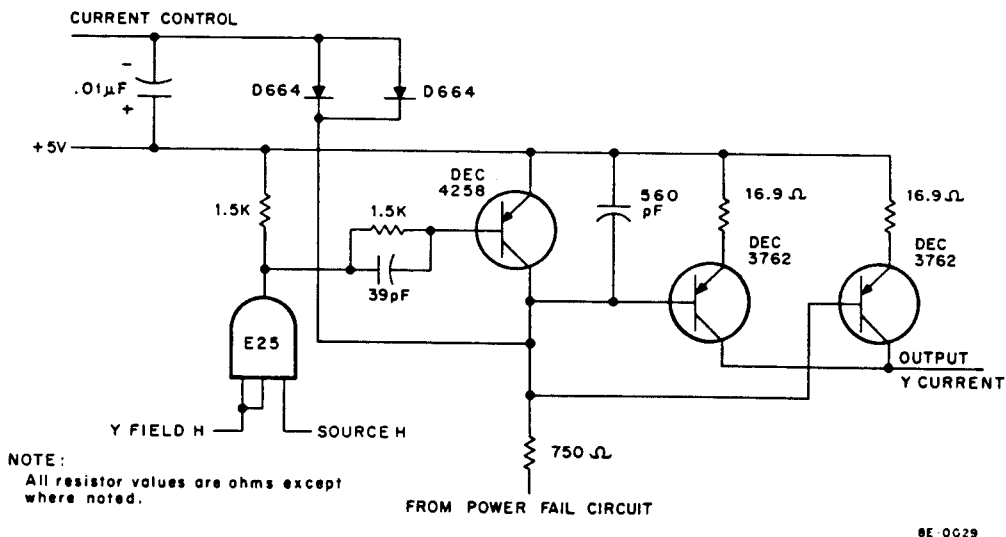 CURRENT CONTROL
-
.01µF
+
D664
D664
+5V
1.5K
1.5K
39pF
DEC
4258
560
pF
16.9 Ω
DEC
3762
16.9 Ω
DEC
3762
E25
OUTPUT
Y CURRENT
Y FIELD H
SOURCE H
750 Ω
NOTE:
All resistor values are ohms except
where noted.
FROM POWER FAIL CIRCUIT
8E-0029